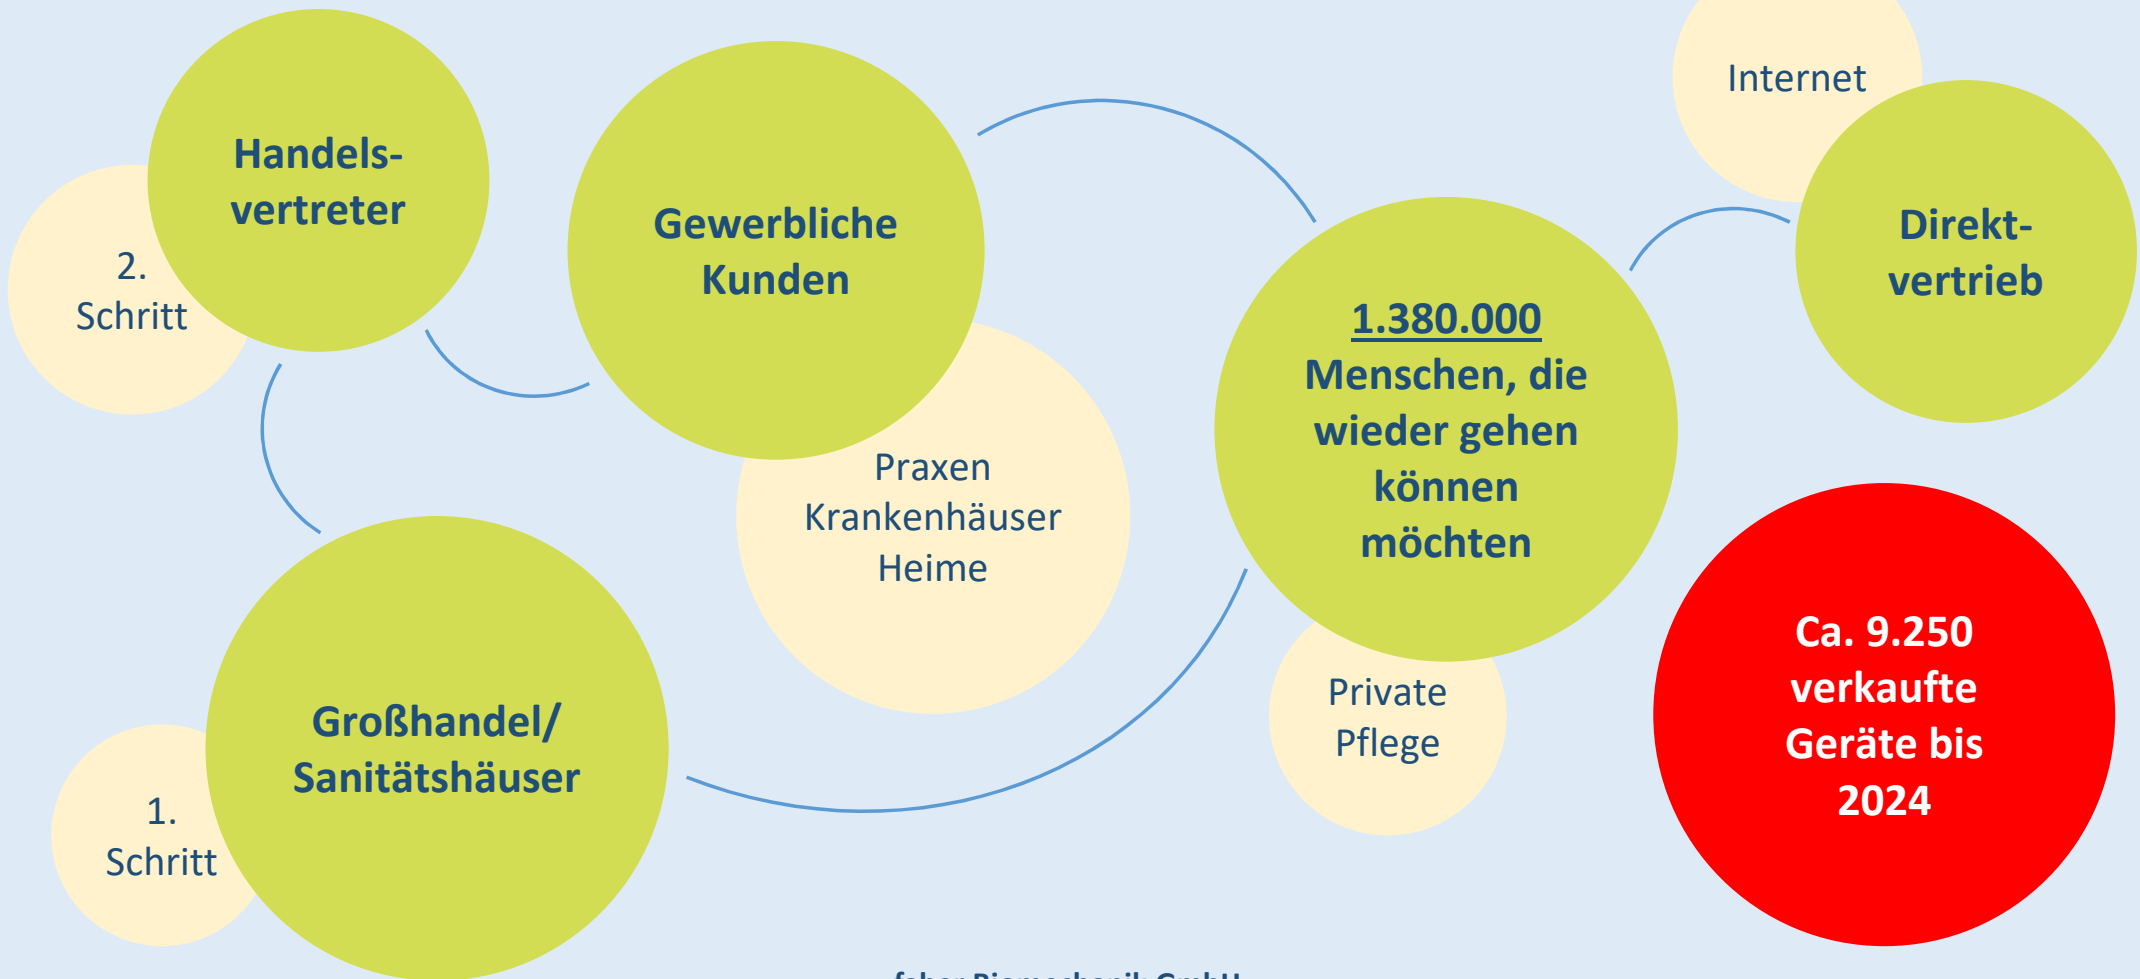 Internet
Handels-
vertreter
2.
Schritt
Gewerbliche
Kunden
Direkt-
vertrieb
1.380.000
Menschen, die
wieder gehen
können
möchten
Praxen
Krankenhäuser
Heime
Großhandel/
Sanitätshäuser
1.
Schritt
Private
Pflege
Ca. 9.250
verkaufte
Geräte bis
2024